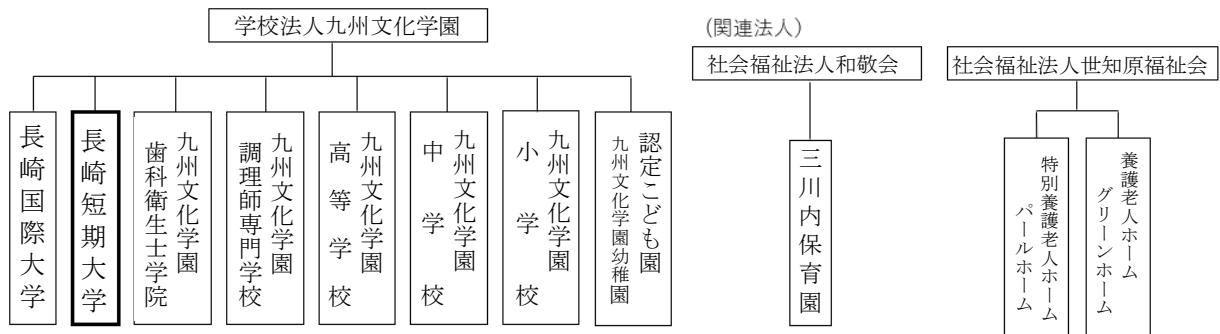 学校法人九州文化学園
(関連法人)
社会福祉法人和敬会
社会福祉法人世知原福祉会
長崎国際大学
長崎短期大学
九州文化学園
歯科衛生士学院
九州文化学園
調理師専門学校
九州文化学園
高等学校
九州文化学園
中学校
九州文化学園
小学校
認定こども園
九州文化学園幼稚園
三川内保育園
特別養護老人ホーム
パールホーム
養護老人ホーム
グリーンホーム